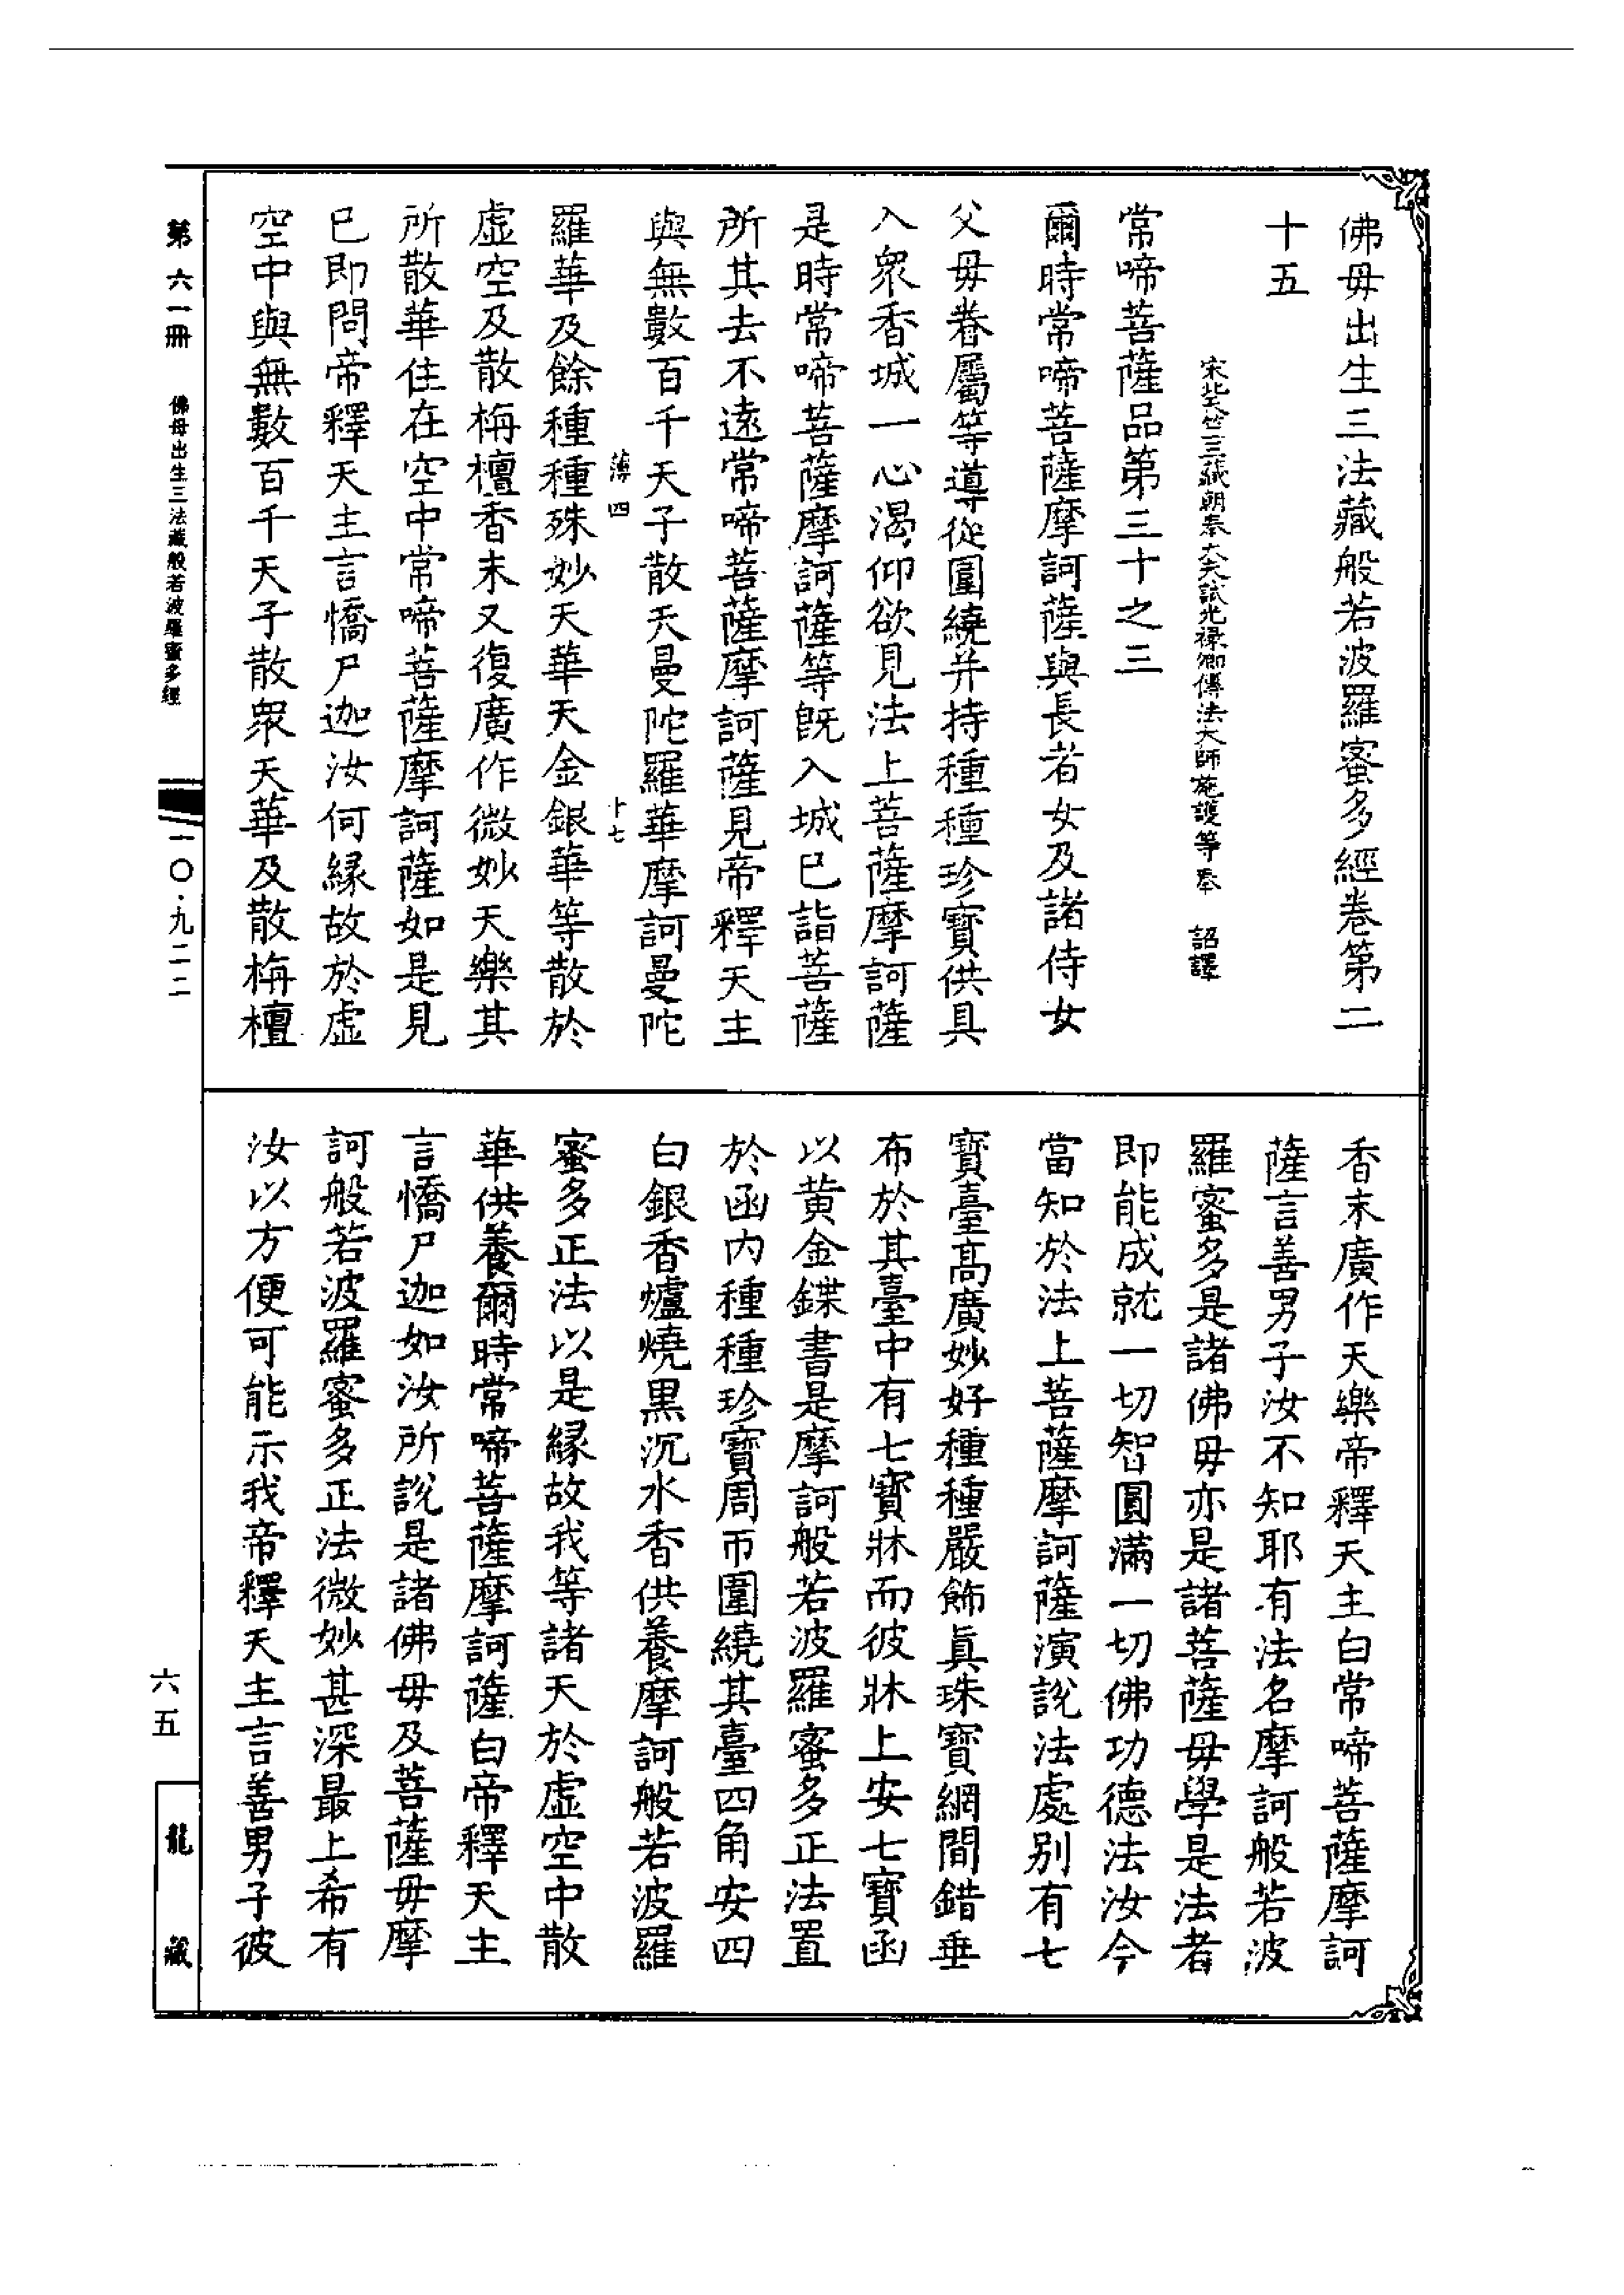 佛毋出生三法藏般若波羅蜜多經卷第二
十五
宋北天竺三藏朝奉大夫試光祿卿傳法大師施護等奉 詔譯
常啼菩薩品第三十之三
爾時常啼菩薩摩訶薩與長者女及諸侍女
父毋眷屬等導從圍繞并持種種珍寶供具
入衆香城一心渴仰欲見法上菩薩摩訶薩
是時常啼菩薩摩訶薩等既入城已詣菩薩
所其去不遠常啼菩薩摩訶薩見帝釋天主
與無數百千天子散天曼陀羅華摩訶曼陀
薄四 十七
羅華及餘種種殊妙天華天金銀華等散於
虛空及散栴檀香末又復廣作微妙天樂其
所散華住在空中常啼菩薩摩訶薩如是見
已即問帝釋天主言憍尸迦汝何緣故於虛
空中與無數百千天子散衆天華及散栴檀
香末廣作天樂帝釋天主白常啼菩薩摩訶
薩言善男子汝不知耶有法名摩訶般若波
羅蜜多是諸佛毋亦是諸菩薩毋學是法者
即能成就一切智圓滿一切佛功德法汝今
當知於法上菩薩摩訶薩演說法處別有七
寶臺高廣妙好種種嚴飾眞珠寶網間錯垂
布於其臺中有七寶牀而彼牀上安七寶函
以黃金鍱書是摩訶般若波羅蜜多正法置
於函內種種珍寶周帀圍繞其臺四角安四
白銀香爐燒黑沉水香供養摩訶般若波羅
蜜多正法以是緣故我等諸天於虛空中散
華供養爾時常啼菩薩摩訶薩白帝釋天主
言憍尸迦如汝所說是諸佛毋及菩薩毋摩
訶般若波羅蜜多正法微妙甚深最上希有
汝以方便可能示我帝釋天主言善男子彼
第六一冊 佛母出生三法藏般若波羅蜜多經
一〇·九二二
六五
龍藏